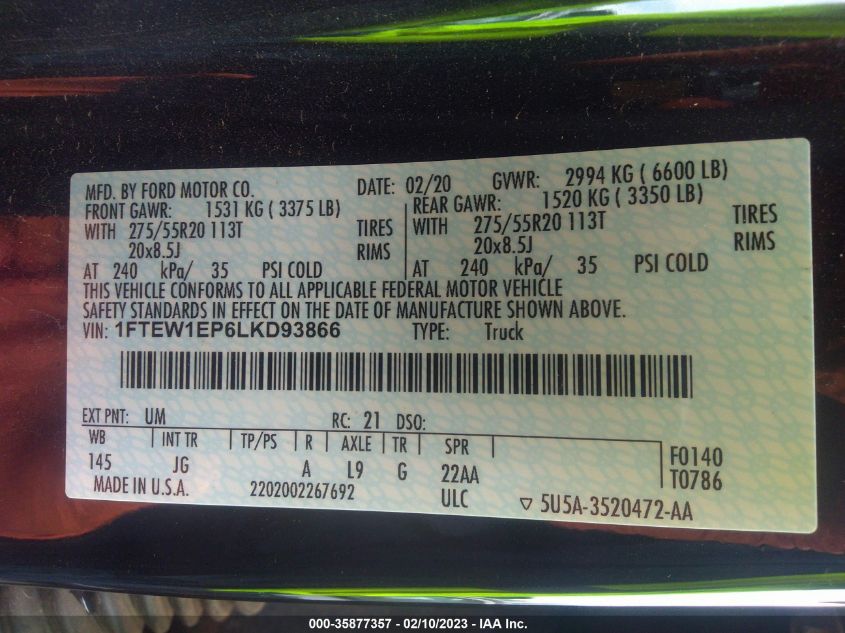 MFD. BY FORD MOTOR CO. DATE: 02/20 GVWR: 2994 KG ( 6600 LB)
FRONT GAWR: 1531 KG ( 3375 LB) REAR GAWR: 1520 KG ( 3350 LB)
WITH 275/55R20 113T TIRES WITH 275/55R20 113T TIRES
20x8.5J RIMS 20x8.5J RIMS
AT 240 kPa/ 35 PSI COLD AT 240 kPa/ 35 PSI COLD
THIS VEHICLE CONFORMS TO ALL APPLICABLE FEDERAL MOTOR VEHICLE
SAFETY STANDARDS IN EFFECT ON THE DATE OF MANUFACTURE SHOWN ABOVE.
VIN: 1FTEW1EP6LKD93866 TYPE: Truck
EXT PNT: UM RC: 21 DSO:
WB INT TR TP/PS R AXLE TR SPR F0140
145 JG A L9 G 22AA T0786
MADE IN U.S.A. 2202002267692 ULC 5U5A-3520472-AA
000-35877357 - 02/10/2023 - IAA Inc.